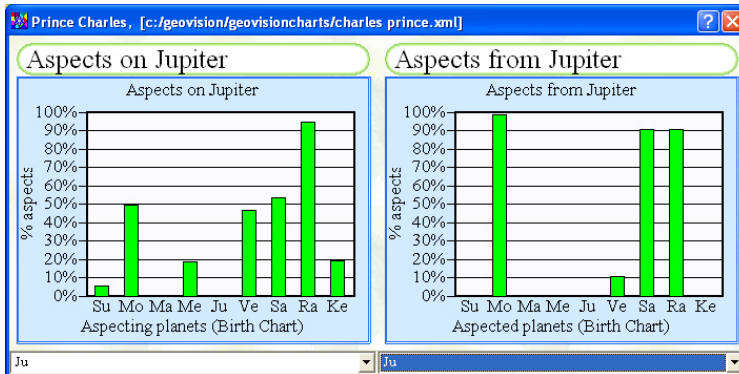 Prince Charles, [c:/geovision/geovisioncharts/charles prince.xml]
Aspects on Jupiter
Aspects on Jupiter
% aspects
100%
90%
80%
70%
60%
50%
40%
30%
20%
10%
0%
Su Mo Ma Me Ju Ve Sa Ra Ke
Aspecting planets (Birth Chart)
Ju
Aspects from Jupiter
Aspects from Jupiter
% aspects
100%
90%
80%
70%
60%
50%
40%
30%
20%
10%
0%
Su Mo Ma Me Ju Ve Sa Ra Ke
Aspected planets (Birth Chart)
Ju